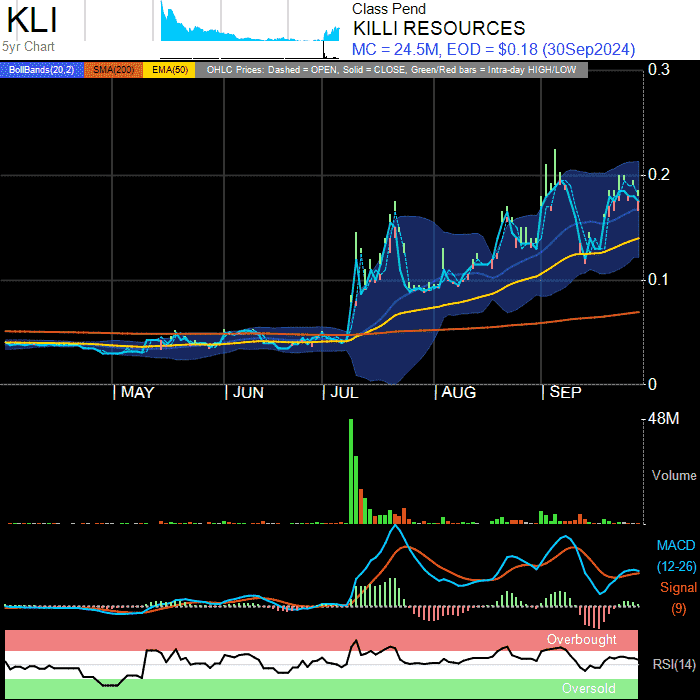 KLI
5yr Chart
Class Pend
KILLI RESOURCES
MC = 24.5M, EOD = $0.18 (30Sep2024)
BollBands(20,2) SMA(200) EMA(50) OHLC Prices: Dashed = OPEN, Solid = CLOSE, Green/Red bars = Intra-day HIGH/LOW
0.3
0.2
0.1
0
MAY JUN JUL AUG SEP
48M
Volume
MACD
(12-26)
Signal
(9)
Overbought
RSI(14)
Oversold